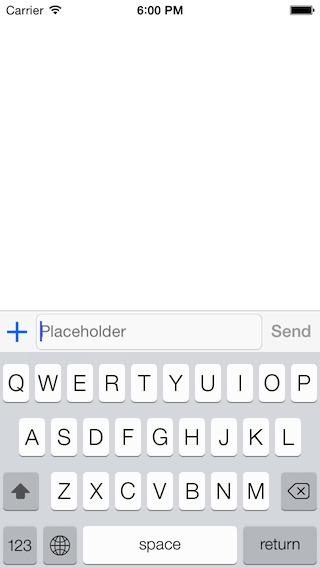 Carrier 6:00 PM
Placeholder Send
Q W E R T Y U I O P
A S D F G H J K L
Z X C V B N M
123 space return